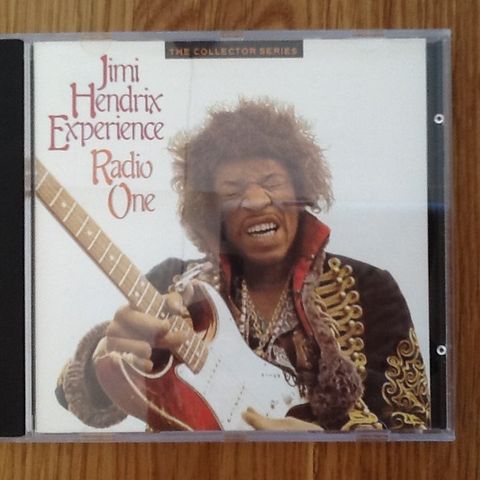 THE COLLECTOR SERIES
Jimi
Hendrix
Experience
Radio
One